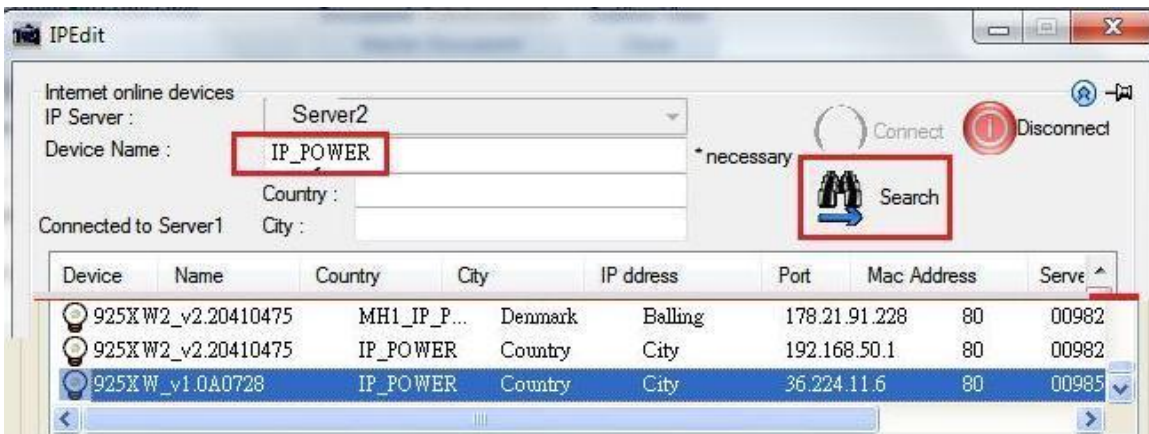 IPEdit
Internet online devices
IP Server : Server2
Connect Disconnect
Device Name : IP_POWER * necessary
Search
Country :
Connected to Server1 City :
Device Name Country City IP ddress Port Mac Address Serve
925XW2_v2.20410475 MH1_IP_P... Denmark Balling 178.21.91.228 80 00982
925XW2_v2.20410475 IP_POWER Country City 192.168.50.1 80 00982
925XW_v1.0A0728 IP_POWER Country City 36.224.11.6 80 00985